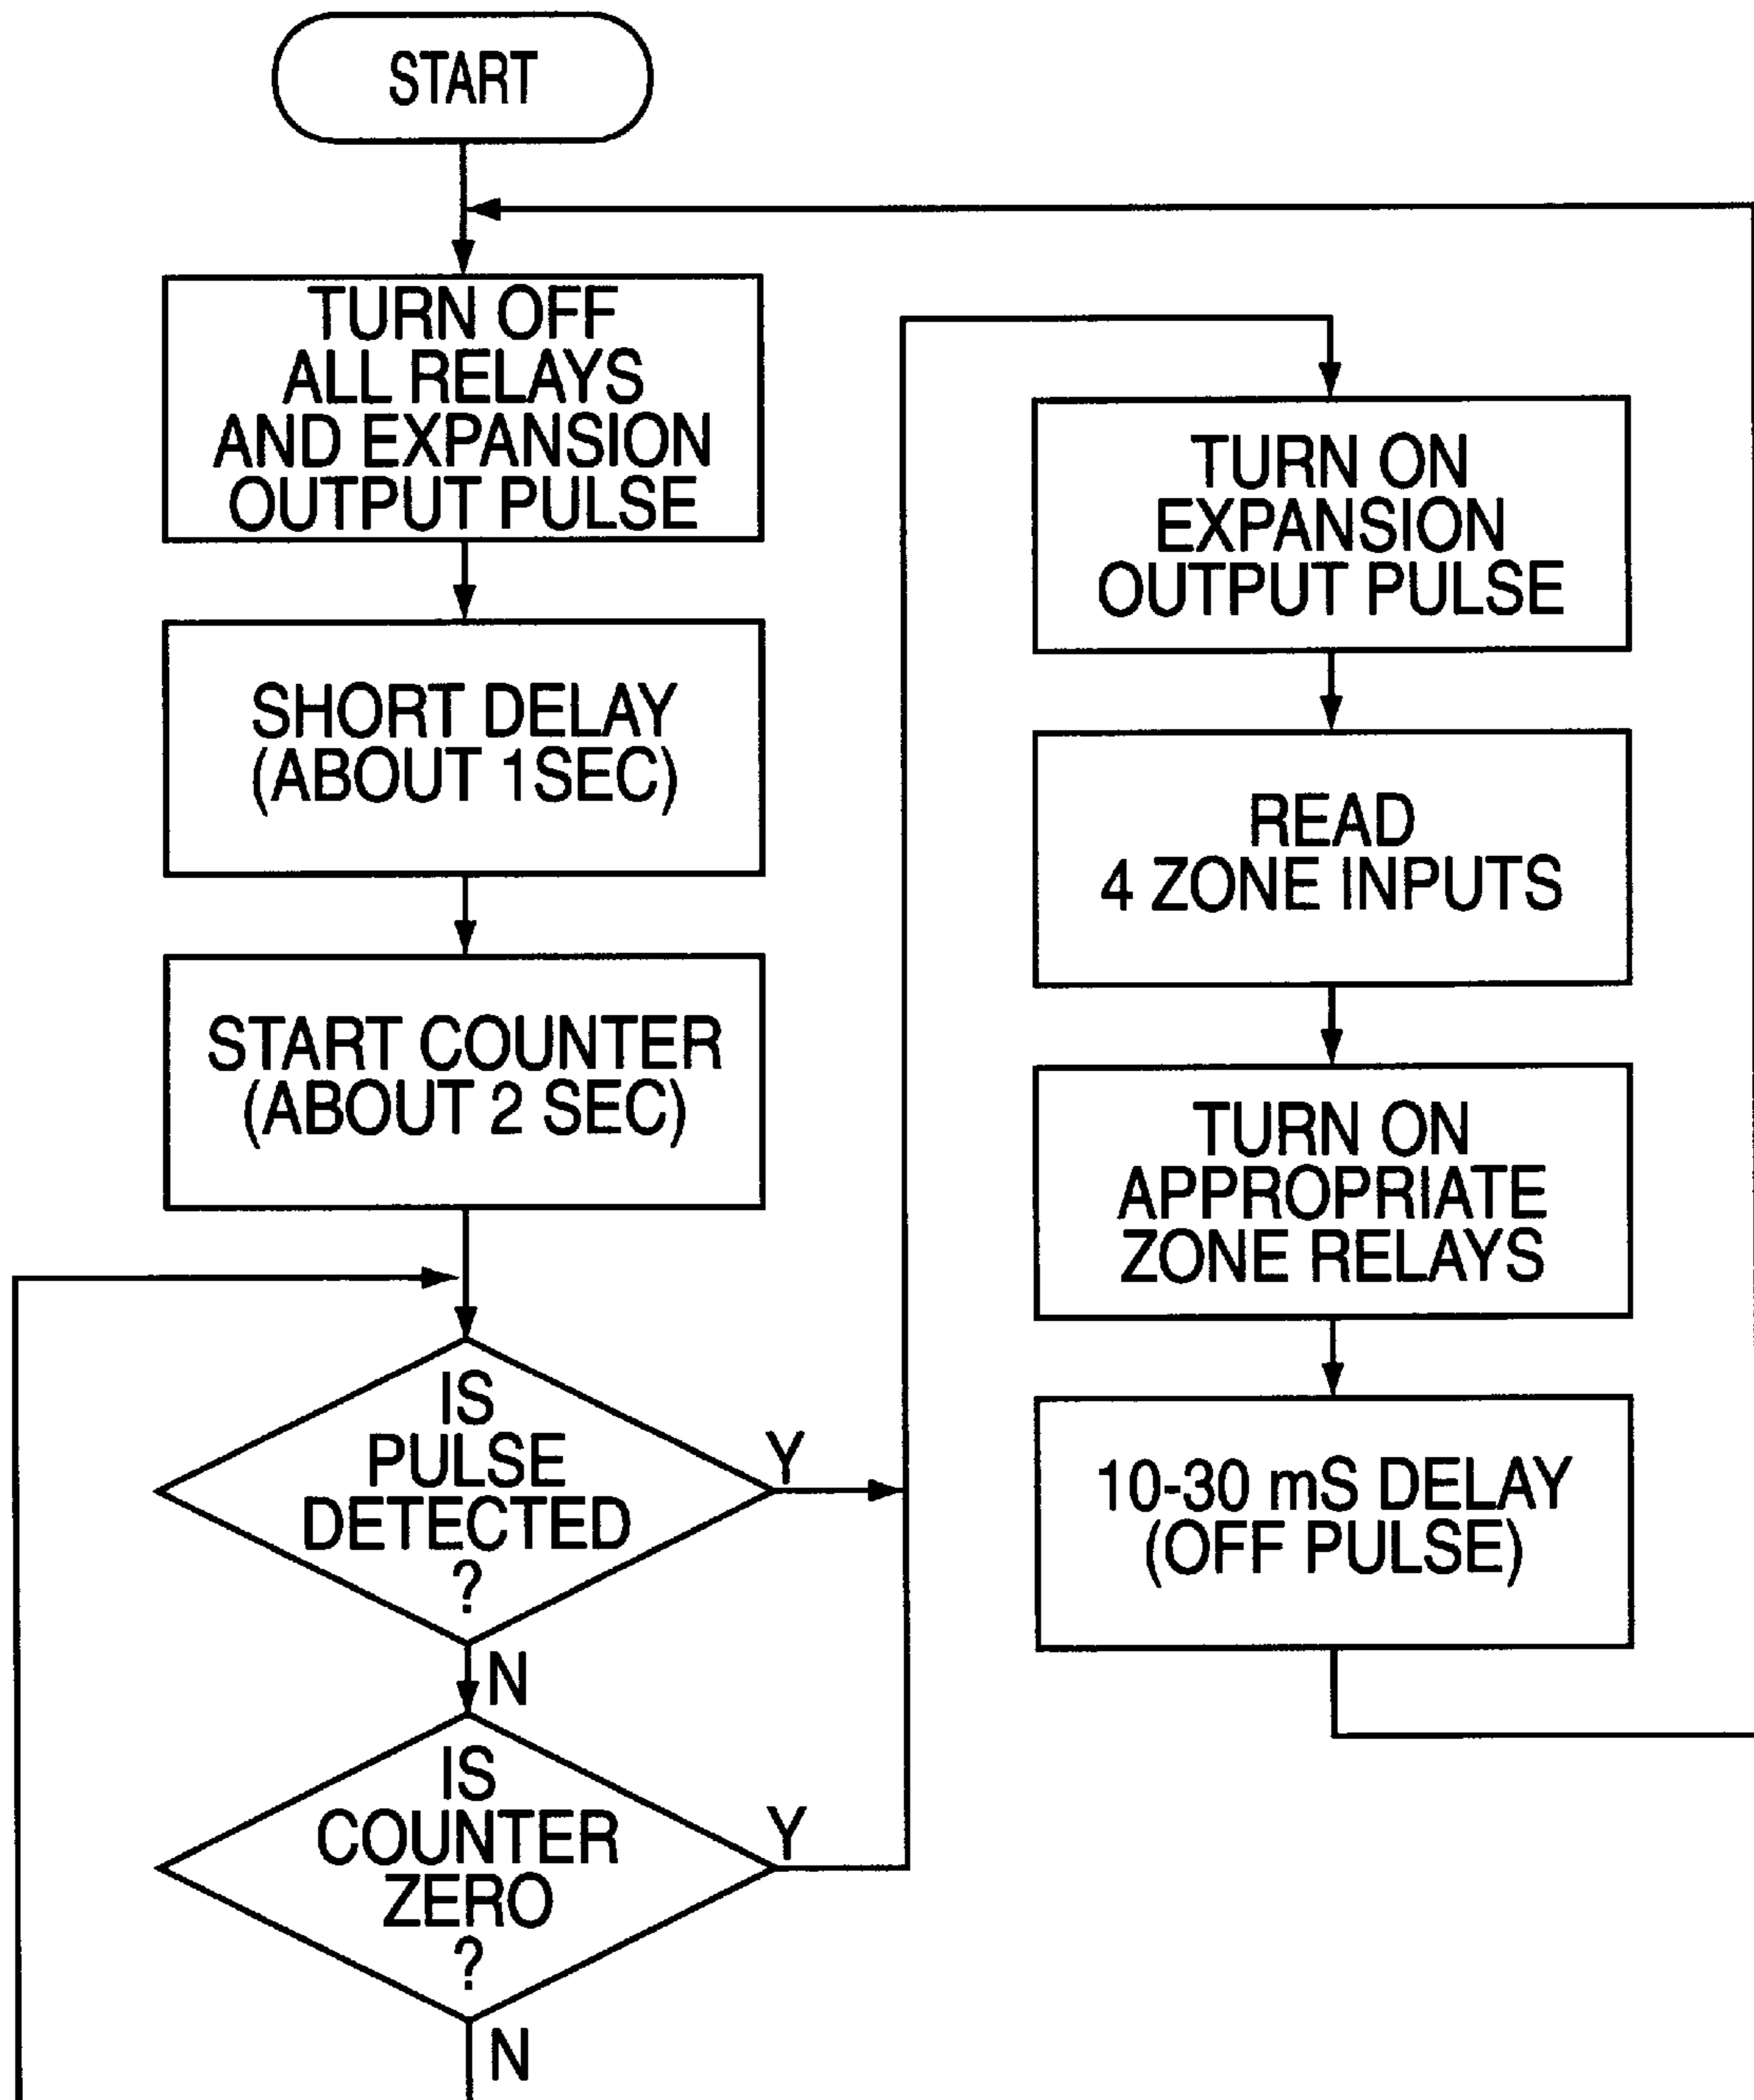 START
TURN OFF
ALL RELAYS
AND EXPANSION
OUTPUT PULSE
SHORT DELAY
(ABOUT 1SEC)
START COUNTER
(ABOUT 2 SEC)
IS
PULSE
DETECTED
?
Y
N
IS
COUNTER
ZERO
?
Y
N
TURN ON
EXPANSION
OUTPUT PULSE
READ
4 ZONE INPUTS
TURN ON
APPROPRIATE
ZONE RELAYS
10-30 mS DELAY
(OFF PULSE)